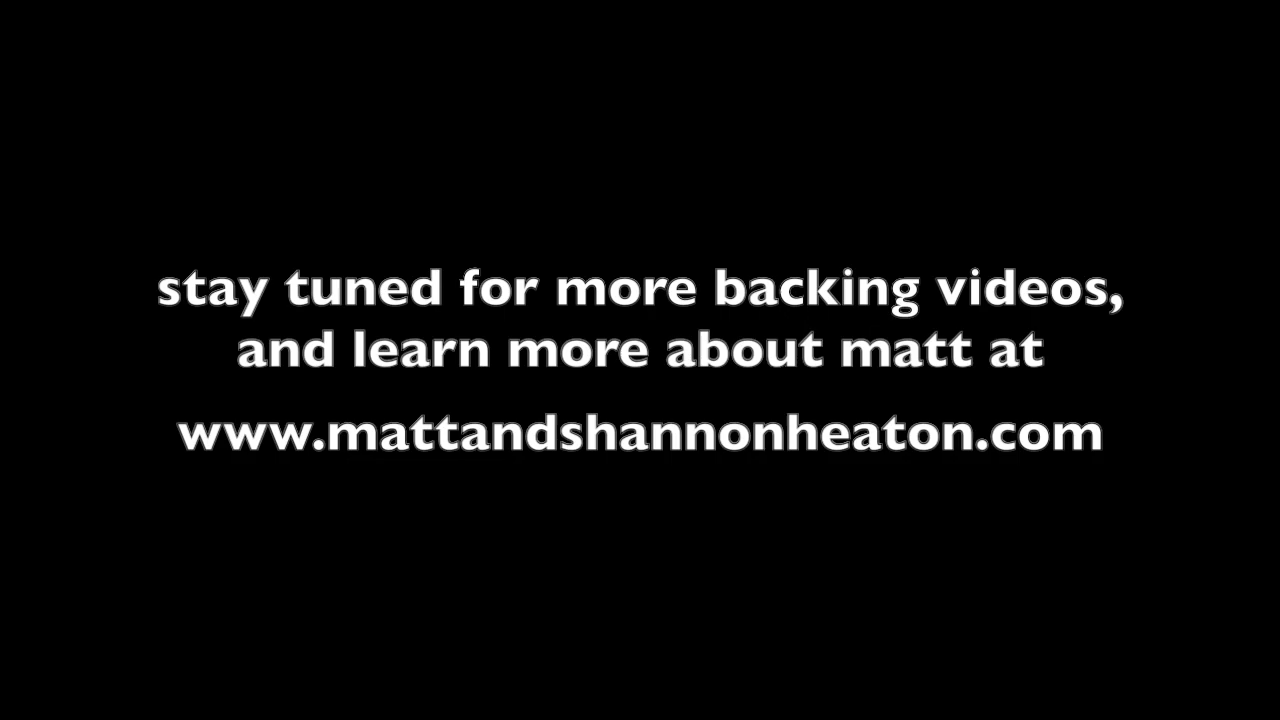 stay tuned for more backing videos,
and learn more about matt at
www.mattandshannonheaton.com